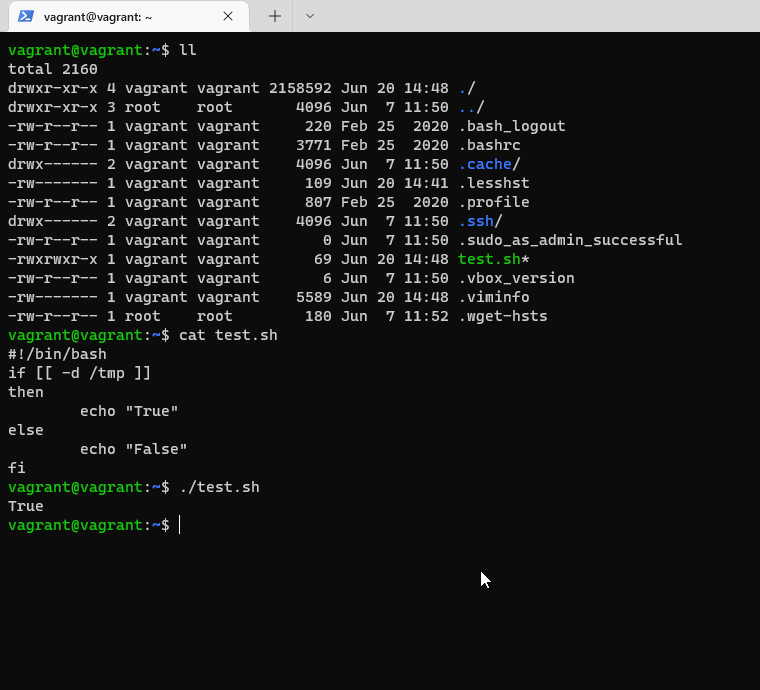 vagrant@vagrant: ~
vagrant@vagrant:~$ ll
total 2160
drwxr-xr-x 4 vagrant vagrant 2158592 Jun 20 14:48 ./
drwxr-xr-x 3 root    root       4096 Jun  7 11:50 ../
-rw-r--r-- 1 vagrant vagrant     220 Feb 25  2020 .bash_logout
-rw-r--r-- 1 vagrant vagrant    3771 Feb 25  2020 .bashrc
drwx------ 2 vagrant vagrant    4096 Jun  7 11:50 .cache/
-rw------- 1 vagrant vagrant     109 Jun 20 14:41 .lesshst
-rw-r--r-- 1 vagrant vagrant     807 Feb 25  2020 .profile
drwx------ 2 vagrant vagrant    4096 Jun  7 11:50 .ssh/
-rw-r--r-- 1 vagrant vagrant       0 Jun  7 11:50 .sudo_as_admin_successful
-rwxrwxr-x 1 vagrant vagrant      69 Jun 20 14:48 test.sh*
-rw-r--r-- 1 vagrant vagrant       6 Jun  7 11:50 .vbox_version
-rw------- 1 vagrant vagrant    5589 Jun 20 14:48 .viminfo
-rw-r--r-- 1 root    root        180 Jun  7 11:52 .wget-hsts
vagrant@vagrant:~$ cat test.sh
#!/bin/bash
if [[ -d /tmp ]]
then
        echo "True"
else
        echo "False"
fi
vagrant@vagrant:~$ ./test.sh
True
vagrant@vagrant:~$